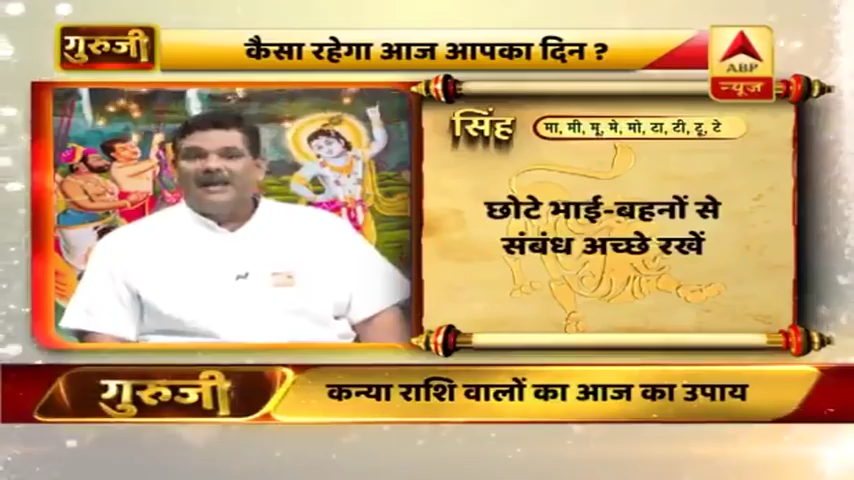 गुरुजी
कैसा रहेगा आज आपका दिन ?
ABP
न्यूज़
सिंह
मा, मी, मू, मे, मो, टा, टी, टू, टे
छोटे भाई-बहनों से
संबंध अच्छे रखें
गुरुजी
कन्या राशि वालों का आज का उपाय